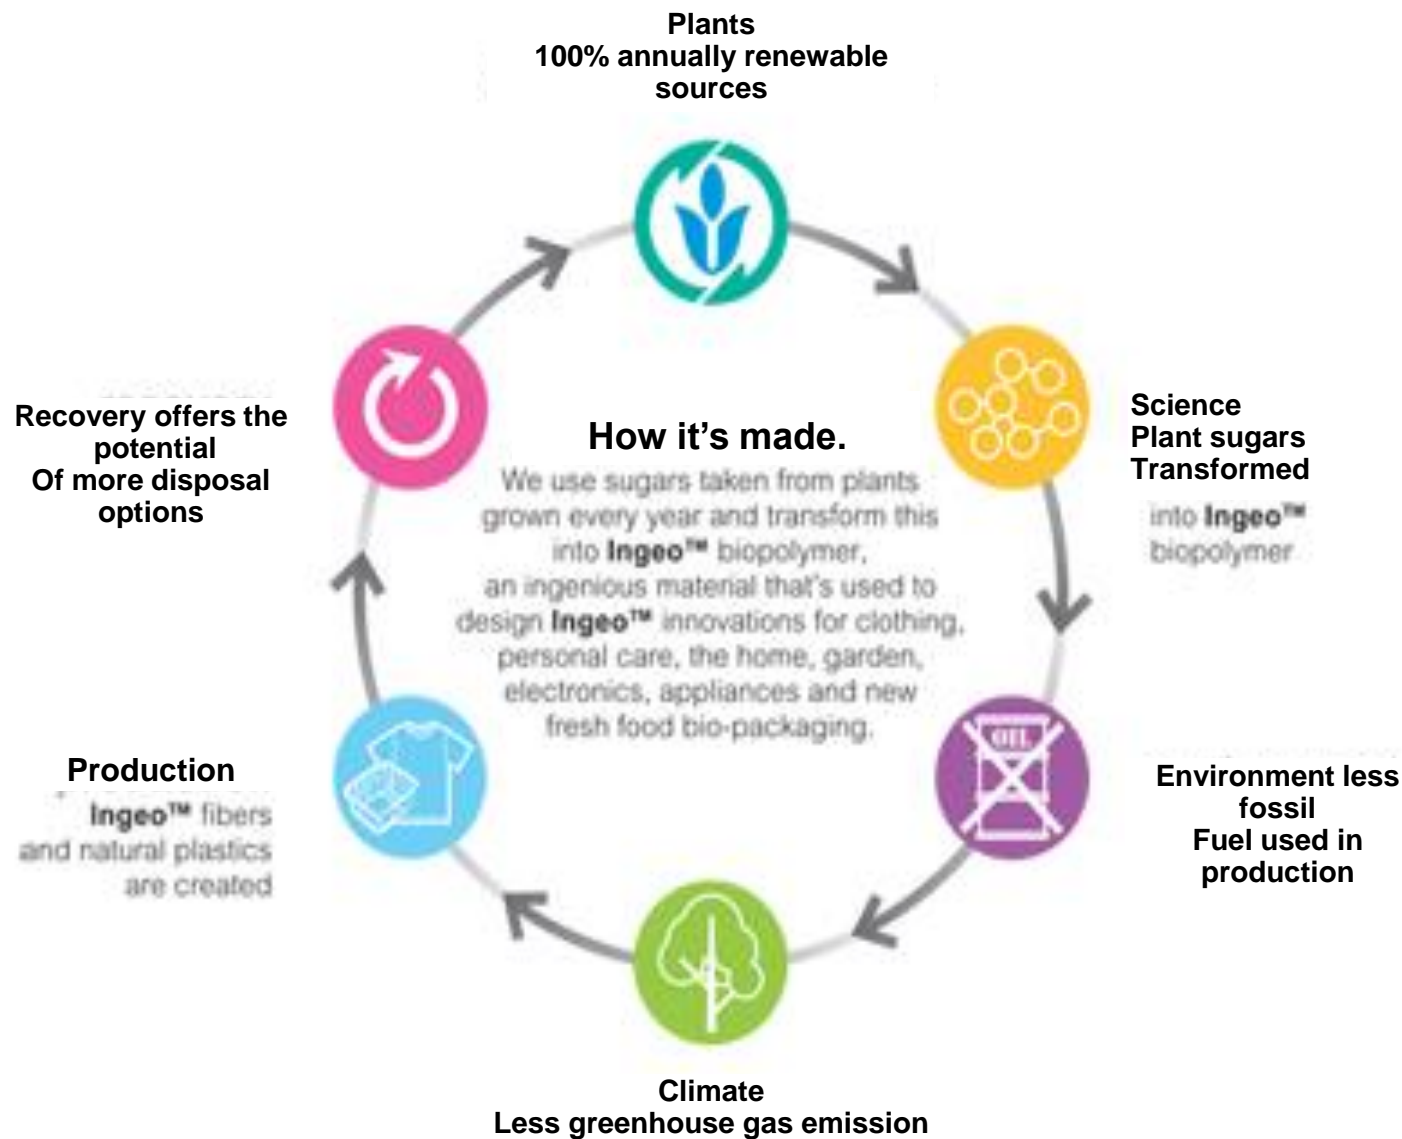 Plants
100% annually renewable
sources
Science
Plant sugars
Transformed
into Ingeo™
biopolymer
Environment less
fossil
Fuel used in
production
OIL
Climate
Less greenhouse gas emission
Production
Ingeo™ fibers
and natural plastics
are created
Recovery offers the
potential
Of more disposal
options
How it’s made.
We use sugars taken from plants
grown every year and transform this
into Ingeo™ biopolymer,
an ingenious material that's used to
design Ingeo™ innovations for clothing,
personal care, the home, garden,
electronics, appliances and new
fresh food bio-packaging.